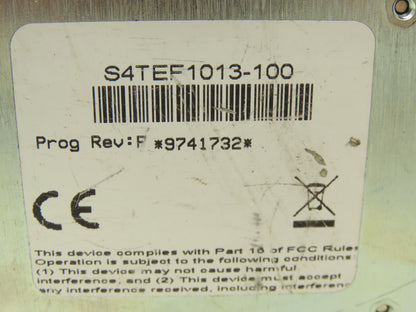 S4TEF1013-100
Prog Rev:F *9741732*
CE
This device complies with Part 15 of FCC Rules
Operation is subject to the following conditions:
(1) This device may not cause harmful
interference, and (2) This device must accept
any interference received, including interference